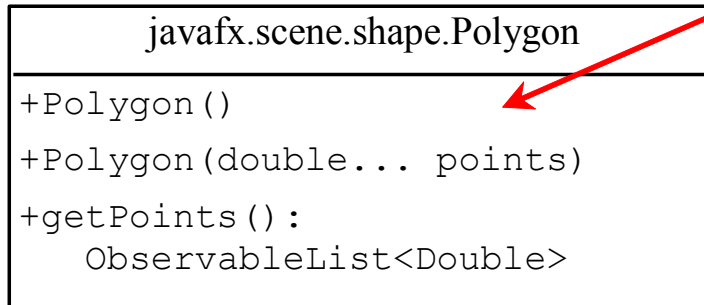 javafx.scene.shape.Polygon
+Polygon()
+Polygon(double... points)
+getPoints():
ObservableList<Double>